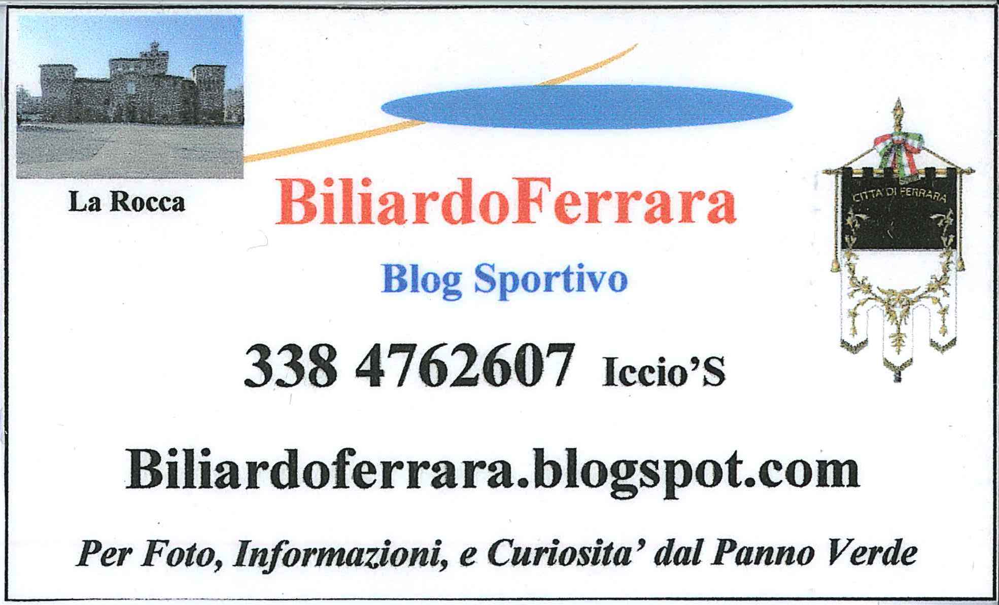 La Rocca
BiliardoFerrara
CITTA' DI FERRARA
Blog Sportivo
338 4762607 Iccio'S
Biliardoferrara.blogspot.com
Per Foto, Informazioni, e Curiosita' dal Panno Verde